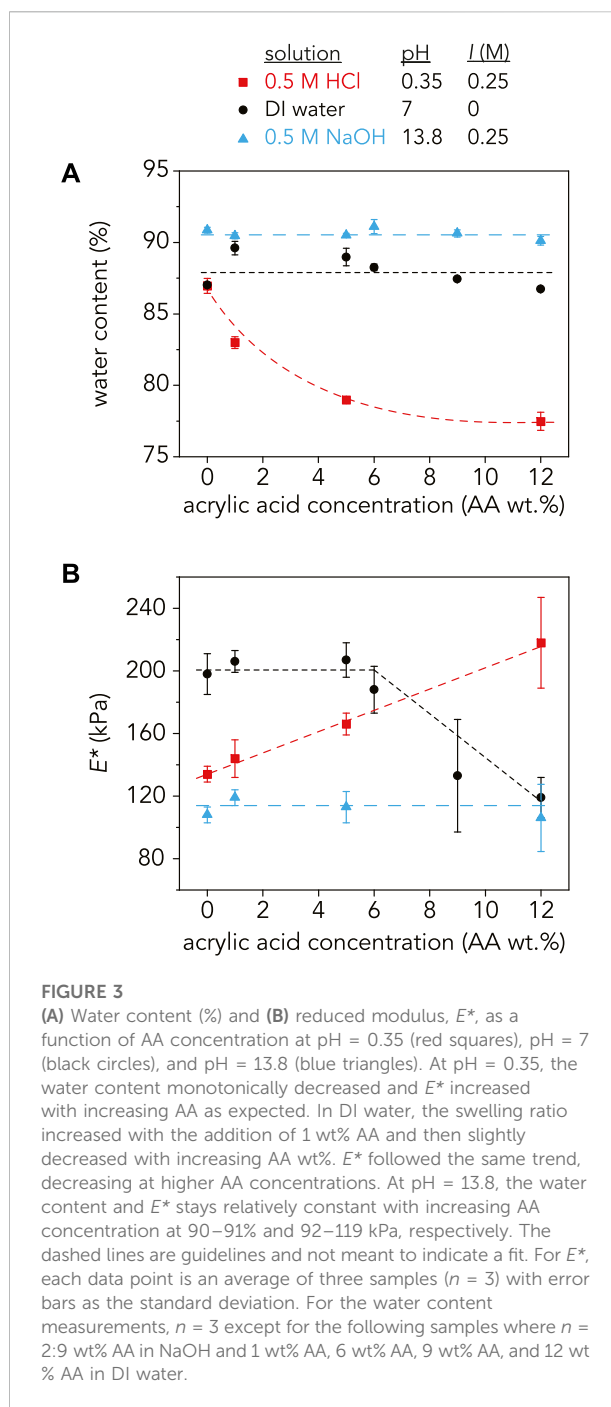 solution pH I (M)
0.5 M HCl 0.35 0.25
DI water 7 0
0.5 M NaOH 13.8 0.25
A
95
90
85
80
75
water content (%)
0 2 4 6 8 10 12
acrylic acid concentration (AA wt.%)
B
240
200
160
120
80
E* (kPa)
0 2 4 6 8 10 12
acrylic acid concentration (AA wt.%)
FIGURE 3
(A) Water content (%) and (B) reduced modulus, E*, as a
function of AA concentration at pH = 0.35 (red squares), pH = 7
(black circles), and pH = 13.8 (blue triangles). At pH = 0.35, the
water content monotonically decreased and E* increased
with increasing AA as expected. In DI water, the swelling ratio
increased with the addition of 1 wt% AA and then slightly
decreased with increasing AA wt%. E* followed the same trend,
decreasing at higher AA concentrations. At pH = 13.8, the water
content and E* stays relatively constant with increasing AA
concentration at 90–91% and 92–119 kPa, respectively. The
dashed lines are guidelines and not meant to indicate a fit. For E*,
each data point is an average of three samples (n = 3) with error
bars as the standard deviation. For the water content
measurements, n = 3 except for the following samples where n =
2:9 wt% AA in NaOH and 1 wt% AA, 6 wt% AA, 9 wt% AA, and 12 wt
% AA in DI water.